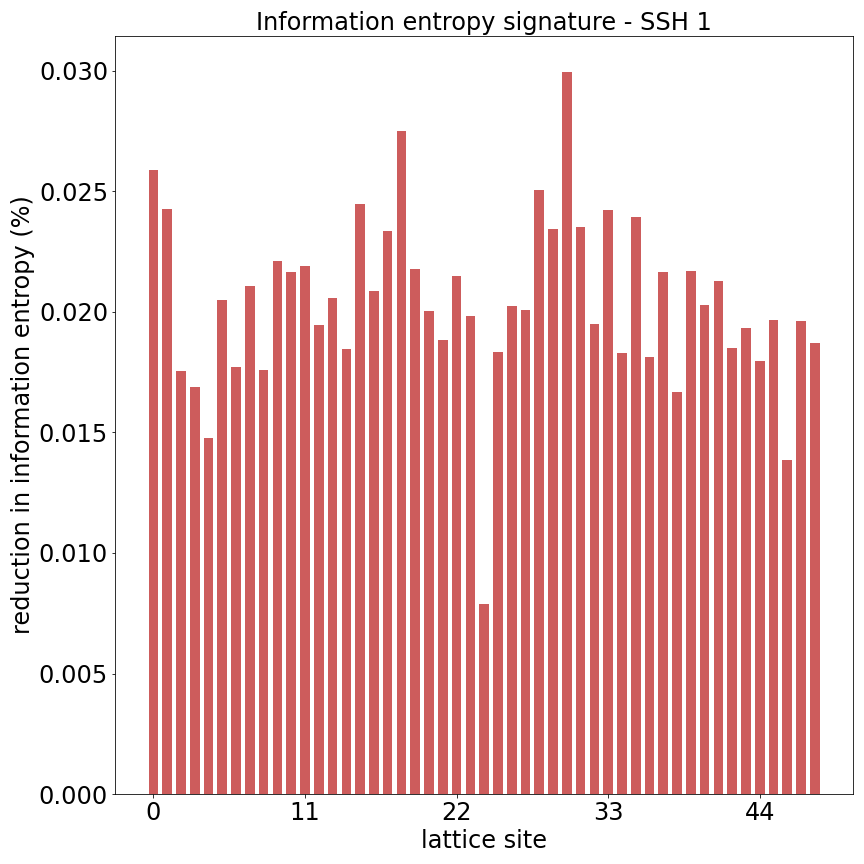 Information entropy signature - SSH 1
reduction in information entropy (%)
0.030
0.025
0.020
0.015
0.010
0.005
0.000
0 11 22 33 44
lattice site